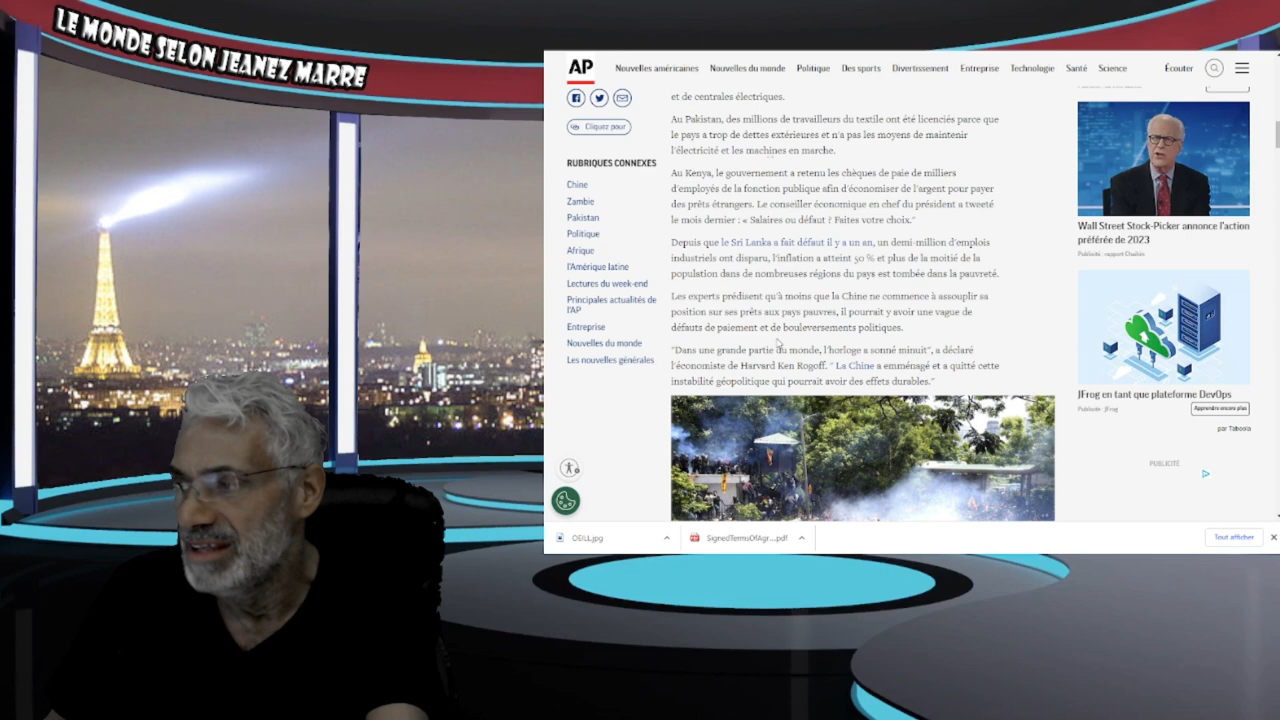 LE MONDE SELON JEANEZ MARRE
AP
Nouvelles américaines
Nouvelles du monde
Politique
Des sports
Divertissement
Entreprise
Technologie
Santé
Science
Écouter
Cliquez pour
RUBRIQUES CONNEXES
Chine
Zambie
Pakistan
Politique
Afrique
l'Amérique latine
Lectures du week-end
Principales actualités de
l'AP
Entreprise
Nouvelles du monde
Les nouvelles générales
et de centrales électriques.
Au Pakistan, des millions de travailleurs du textile ont été licenciés parce que
le pays a trop de dettes extérieures et n'a pas les moyens de maintenir
l'électricité et les machines en marche.
Au Kenya, le gouvernement a retenu les chèques de paie de milliers
d'employés de la fonction publique afin d'économiser de l'argent pour payer
des prêts étrangers. Le conseiller économique en chef du président a tweeté
le mois dernier : « Salaires ou défaut ? Faites votre choix."
Depuis que le Sri Lanka a fait défaut il y a un an, un demi-million d'emplois
industriels ont disparu, l'inflation a atteint 50 % et plus de la moitié de la
population dans de nombreuses régions du pays est tombée dans la pauvreté.
Les experts prédisent qu'à moins que la Chine ne commence à assouplir sa
position sur ses prêts aux pays pauvres, il pourrait y avoir une vague de
défauts de paiement et de bouleversements politiques.
"Dans une grande partie du monde, l'horloge a sonné minuit", a déclaré
l'économiste de Harvard Ken Rogoff. " La Chine a emménagé et a quitté cette
instabilité géopolitique qui pourrait avoir des effets durables."
Wall Street Stock-Picker annonce l'action
préférée de 2023
Publicité : rapport Chaikin
JFrog en tant que plateforme DevOps
Publicité : JFrog
Apprendre encore plus
par Taboola
PUBLICITÉ
OEILL.jpg
SignedTermsOfAgr....pdf
Tout afficher